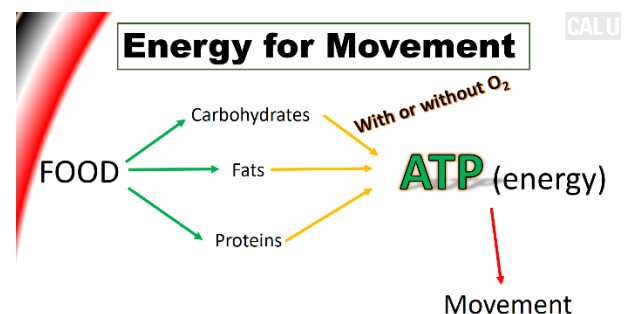 CAL U
Energy for Movement
With or without O₂
Carbohydrates
FOOD
Fats
ATP (energy)
Proteins
Movement